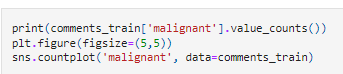 print(comments_train['malignant'].value_counts())
plt.figure(figsize=(5,5))
sns.countplot('malignant', data=comments_train)